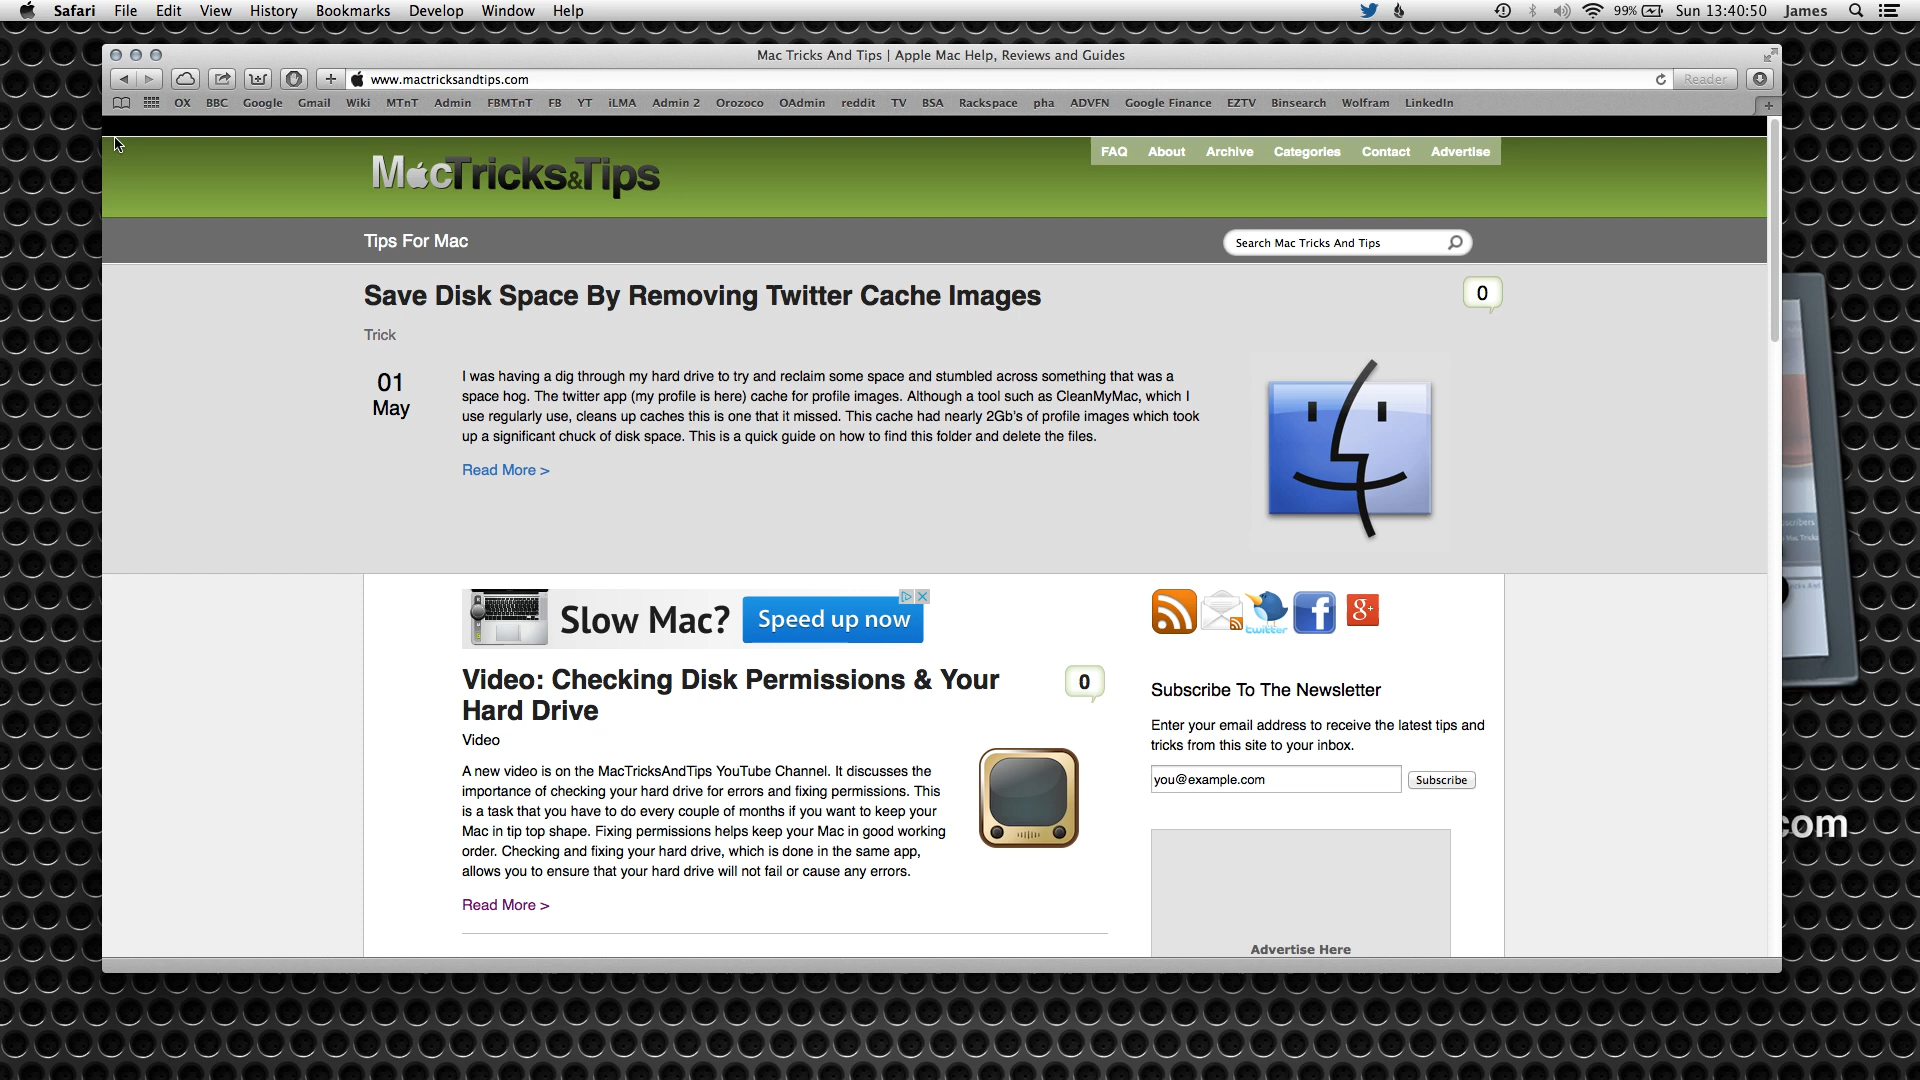 Safari File Edit View History Bookmarks Develop Window Help 99% Sun 13:40:50 James
Mac Tricks And Tips | Apple Mac Help, Reviews and Guides
www.mactricksandtips.com Reader
OX BBC Google Gmail Wiki MTnT Admin FBMTnT FB YT iLMA Admin 2 Orozoco OAdmin reddit TV BSA Rackspace pha ADVFN Google Finance EZTV Binsearch Wolfram LinkedIn
FAQ About Archive Categories Contact Advertise
MacTricks&Tips
Tips For Mac
Search Mac Tricks And Tips
Save Disk Space By Removing Twitter Cache Images
0
Trick
01
May
I was having a dig through my hard drive to try and reclaim some space and stumbled across something that was a
space hog. The twitter app (my profile is here) cache for profile images. Although a tool such as CleanMyMac, which I
use regularly use, cleans up caches this is one that it missed. This cache had nearly 2Gb's of profile images which took
up a significant chuck of disk space. This is a quick guide on how to find this folder and delete the files.
Read More >
Slow Mac? Speed up now
twitter
f
g+
Video: Checking Disk Permissions & Your
Hard Drive
0
Video
A new video is on the MacTricksAndTips YouTube Channel. It discusses the
importance of checking your hard drive for errors and fixing permissions. This
is a task that you have to do every couple of months if you want to keep your
Mac in tip top shape. Fixing permissions helps keep your Mac in good working
order. Checking and fixing your hard drive, which is done in the same app,
allows you to ensure that your hard drive will not fail or cause any errors.
Read More >
Subscribe To The Newsletter
Enter your email address to receive the latest tips and
tricks from this site to your inbox.
you@example.com Subscribe
Advertise Here
com